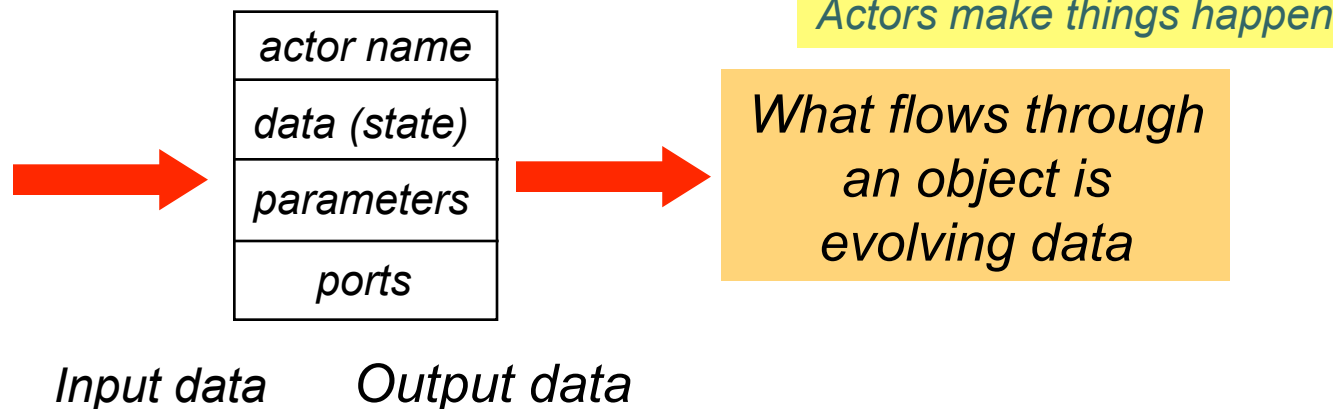 Actors make things happen
actor name
data (state)
parameters
ports
What flows through
an object is
evolving data
Input data
Output data